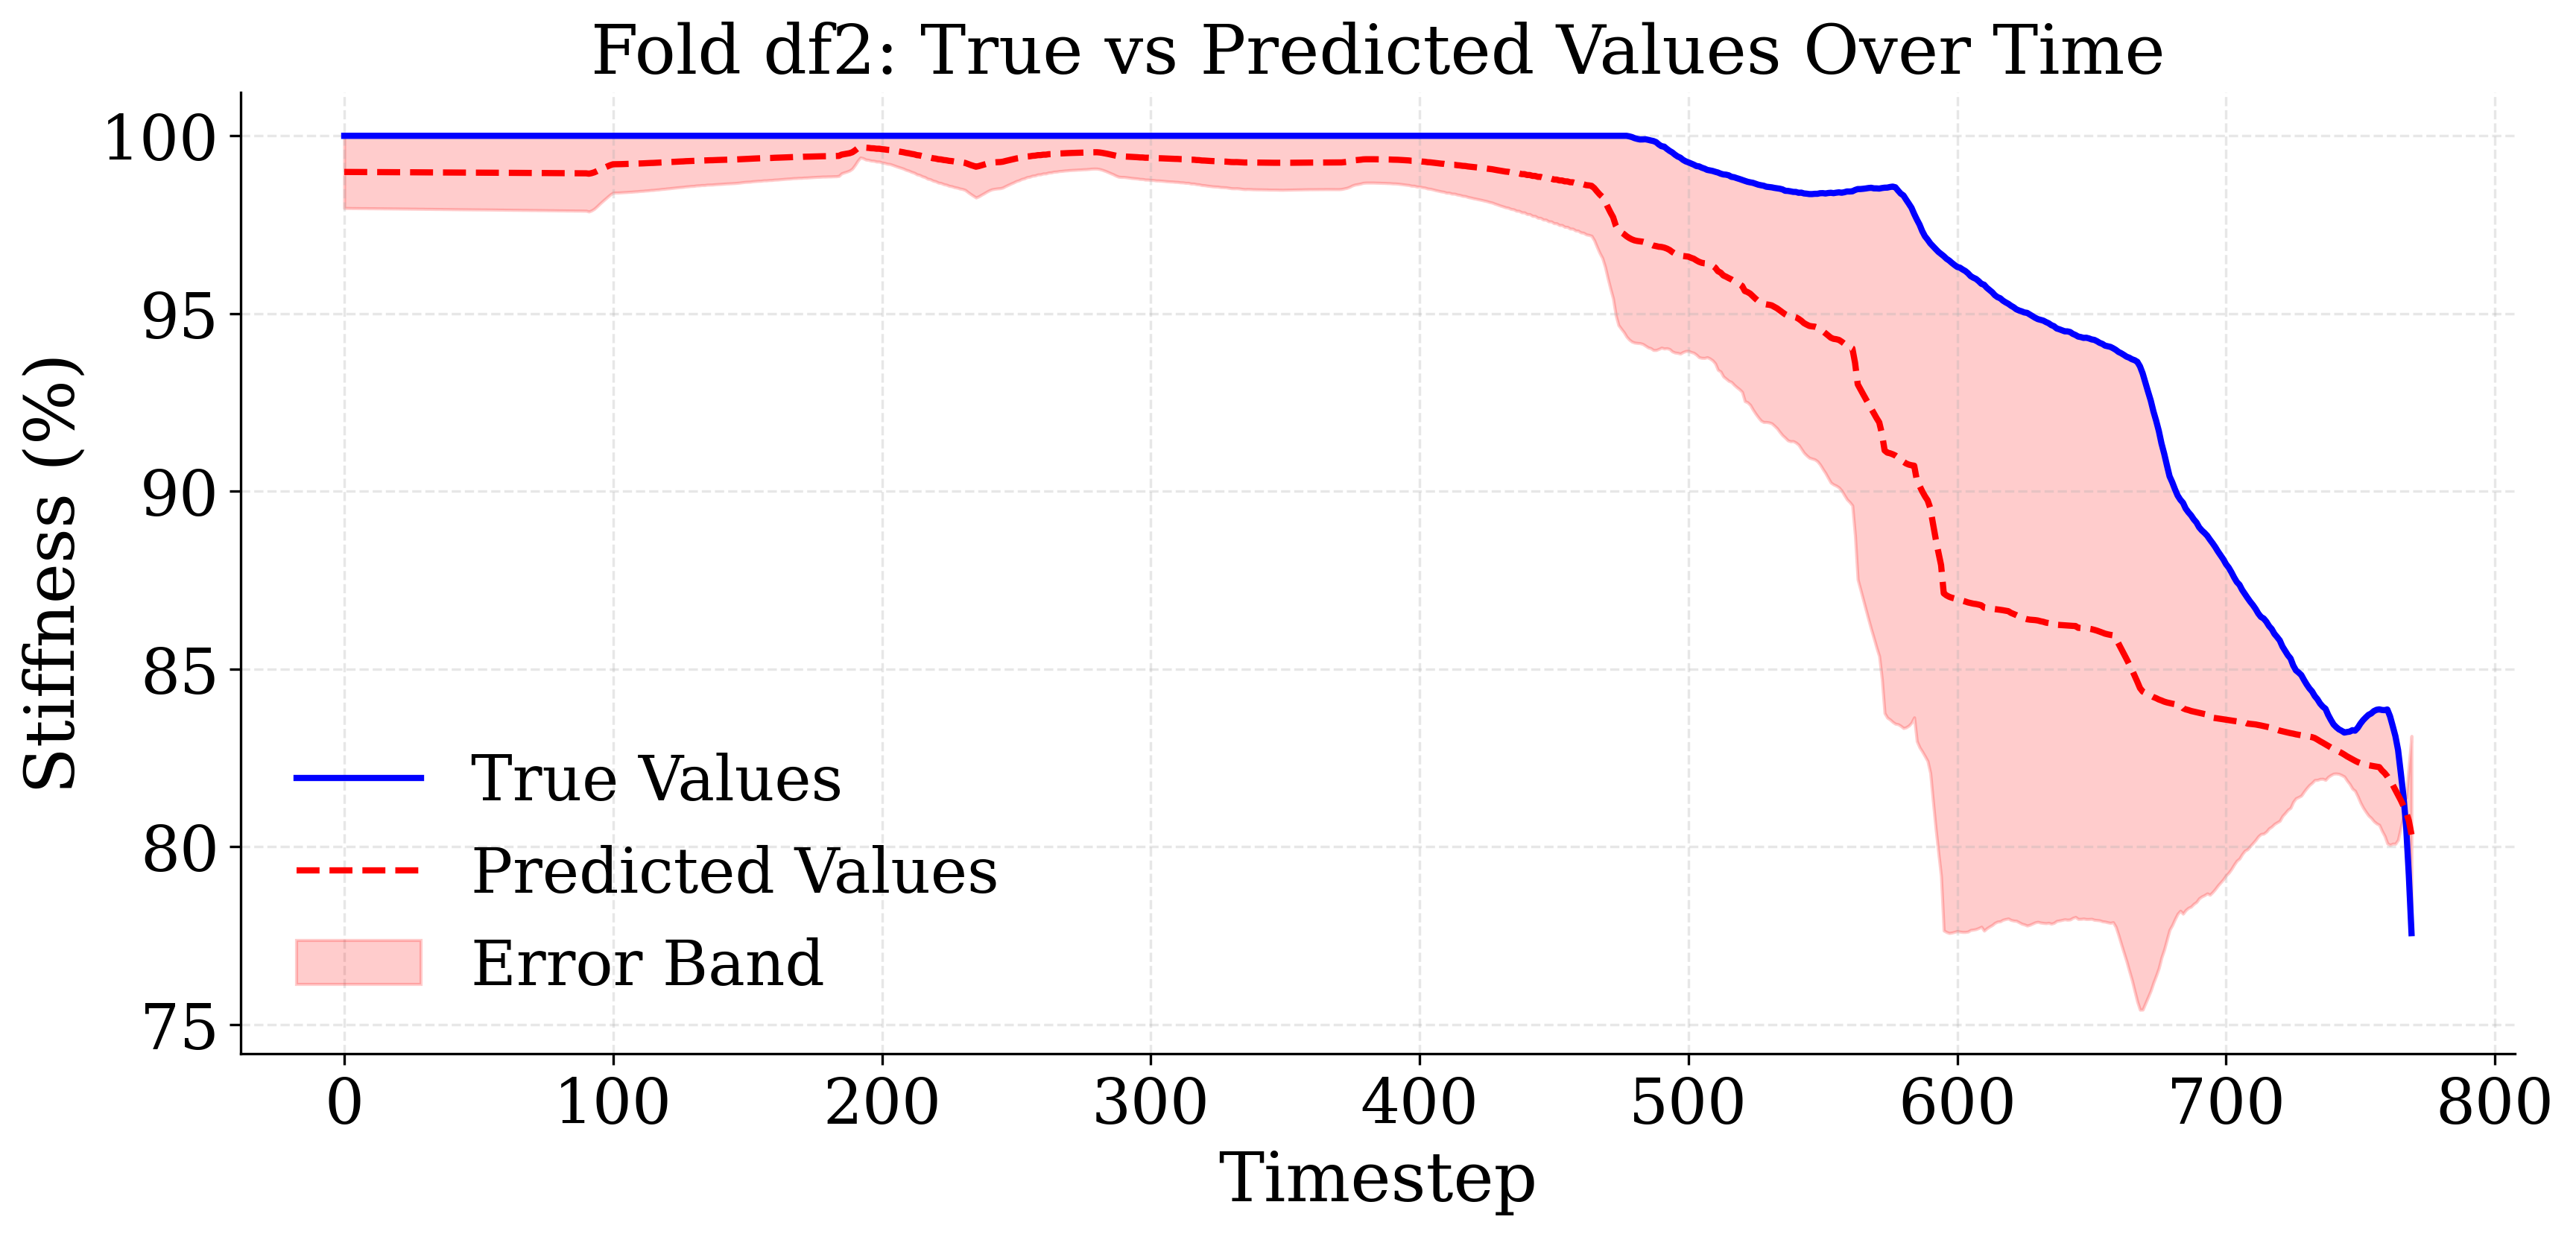 Fold df2: True vs Predicted Values Over Time
Stiffness (%)
100
95
90
85
80
75
True Values
Predicted Values
Error Band
0 100 200 300 400 500 600 700 800
Timestep